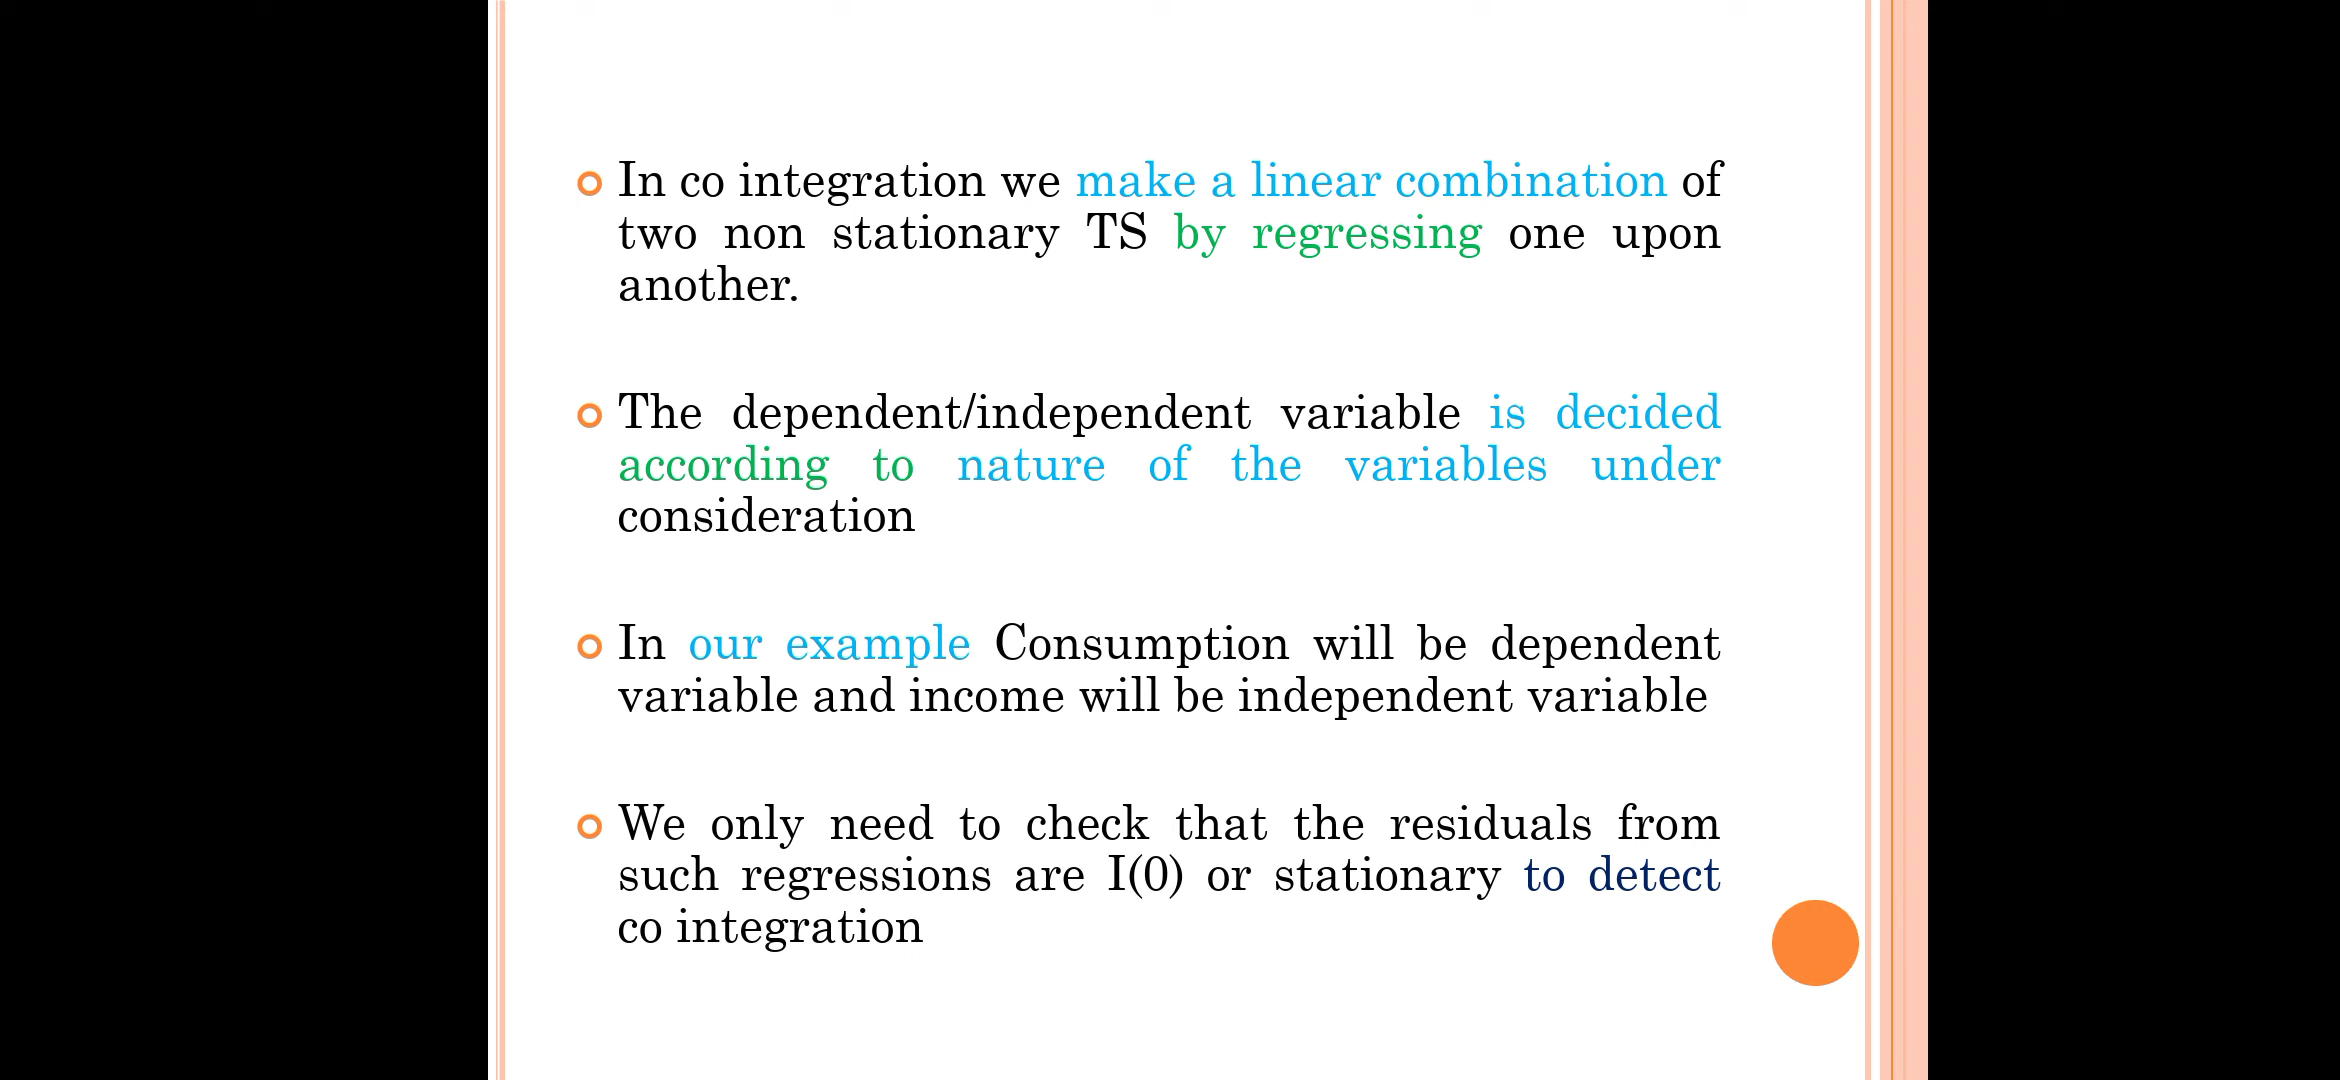 In co integration we make a linear combination of
two non stationary TS by regressing one upon
another.
The dependent/independent variable is decided
according to nature of the variables under
consideration
In our example Consumption will be dependent
variable and income will be independent variable
We only need to check that the residuals from
such regressions are I(0) or stationary to detect
co integration